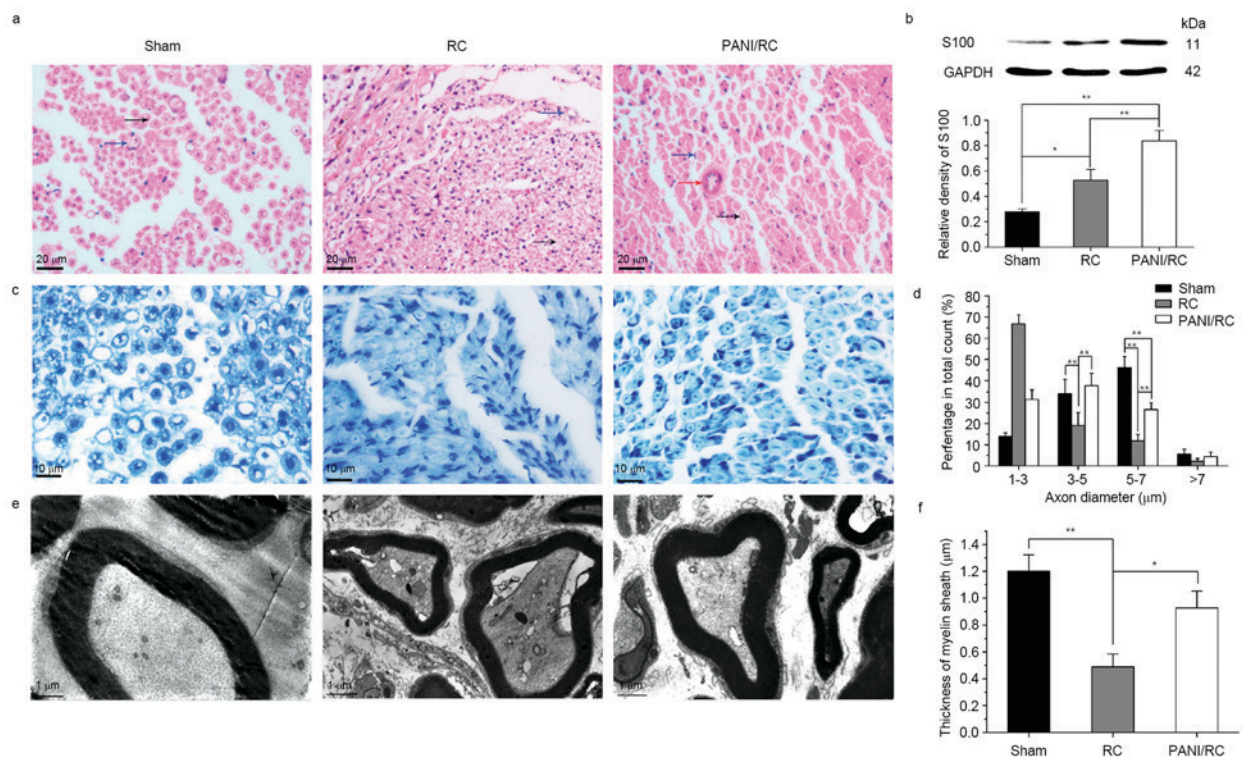 a
Sham
RC
PANI/RC
20 μm
20 μm
20 μm
b
kDa
S100
11
GAPDH
42
Relative density of S100
1.0
0.8
0.6
0.4
0.2
0.0
**
**
*
Sham
RC
PANI/RC
c
10 μm
10 μm
10 μm
d
Perfentage in total count (%)
80
70
60
50
40
30
20
10
0
Sham
RC
PANI/RC
**
**
**
**
**
1-3
3-5
5-7
>7
Axon diameter (μm)
e
1 μm
1 μm
1 μm
f
Thickness of myelin sheath (μm)
1.4
1.2
1.0
0.8
0.6
0.4
0.2
0.0
**
*
Sham
RC
PANI/RC